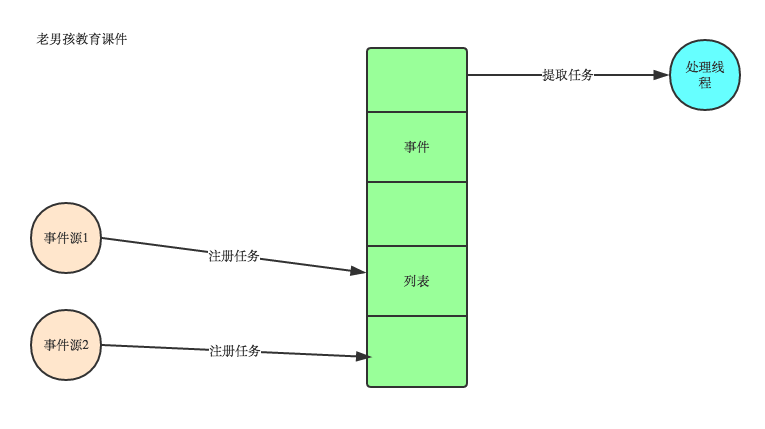 老男孩教育课件
提取任务
处理线
程
事件
事件源1
注册任务
列表
事件源2
注册任务